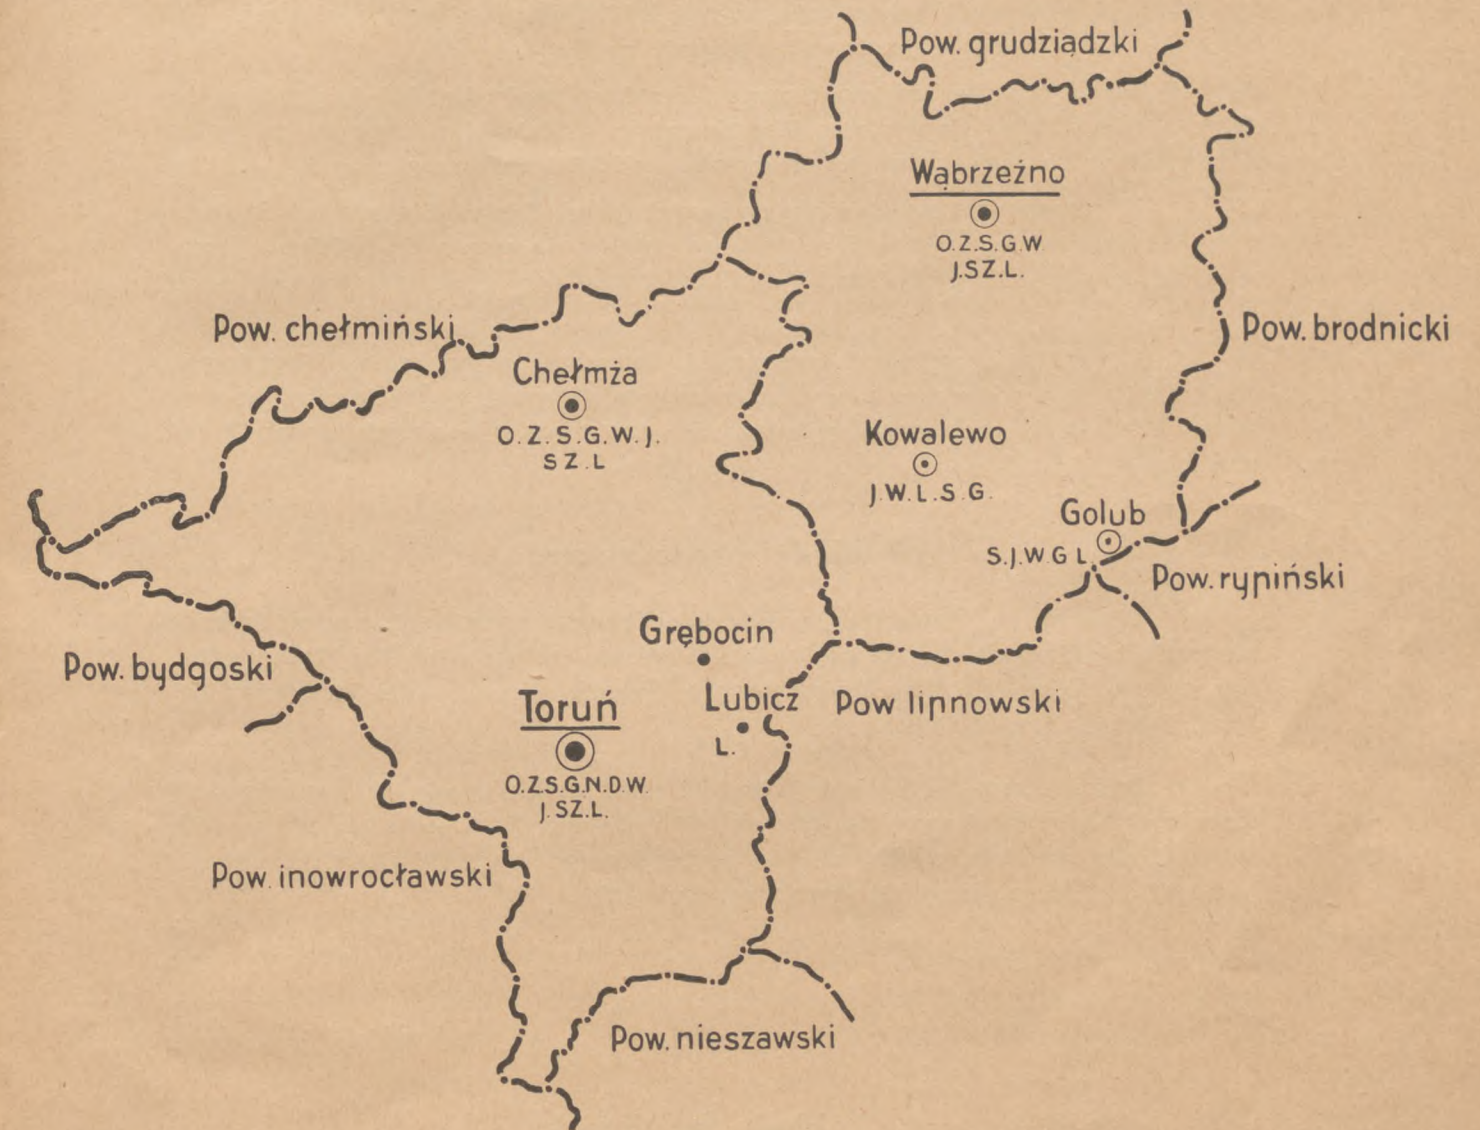 Pow. grudziądzki
Wąbrzeźno
O.Z.S.G.W
J.SZ.L.
Pow. chełmiński
Pow. brodnicki
Chełmża
O.Z.S.G.W.J.
SZ.L
Kowalewo
J.W.L.S.G.
Golub
S.J.W G L
Pow. rypiński
Grębocin
Pow. bydgoski
Lubicz
L.
Pow lipnowski
Toruń
O.Z.S.G.N.D.W.
J.SZ.L.
Pow. inowrocławski
Pow. nieszawski